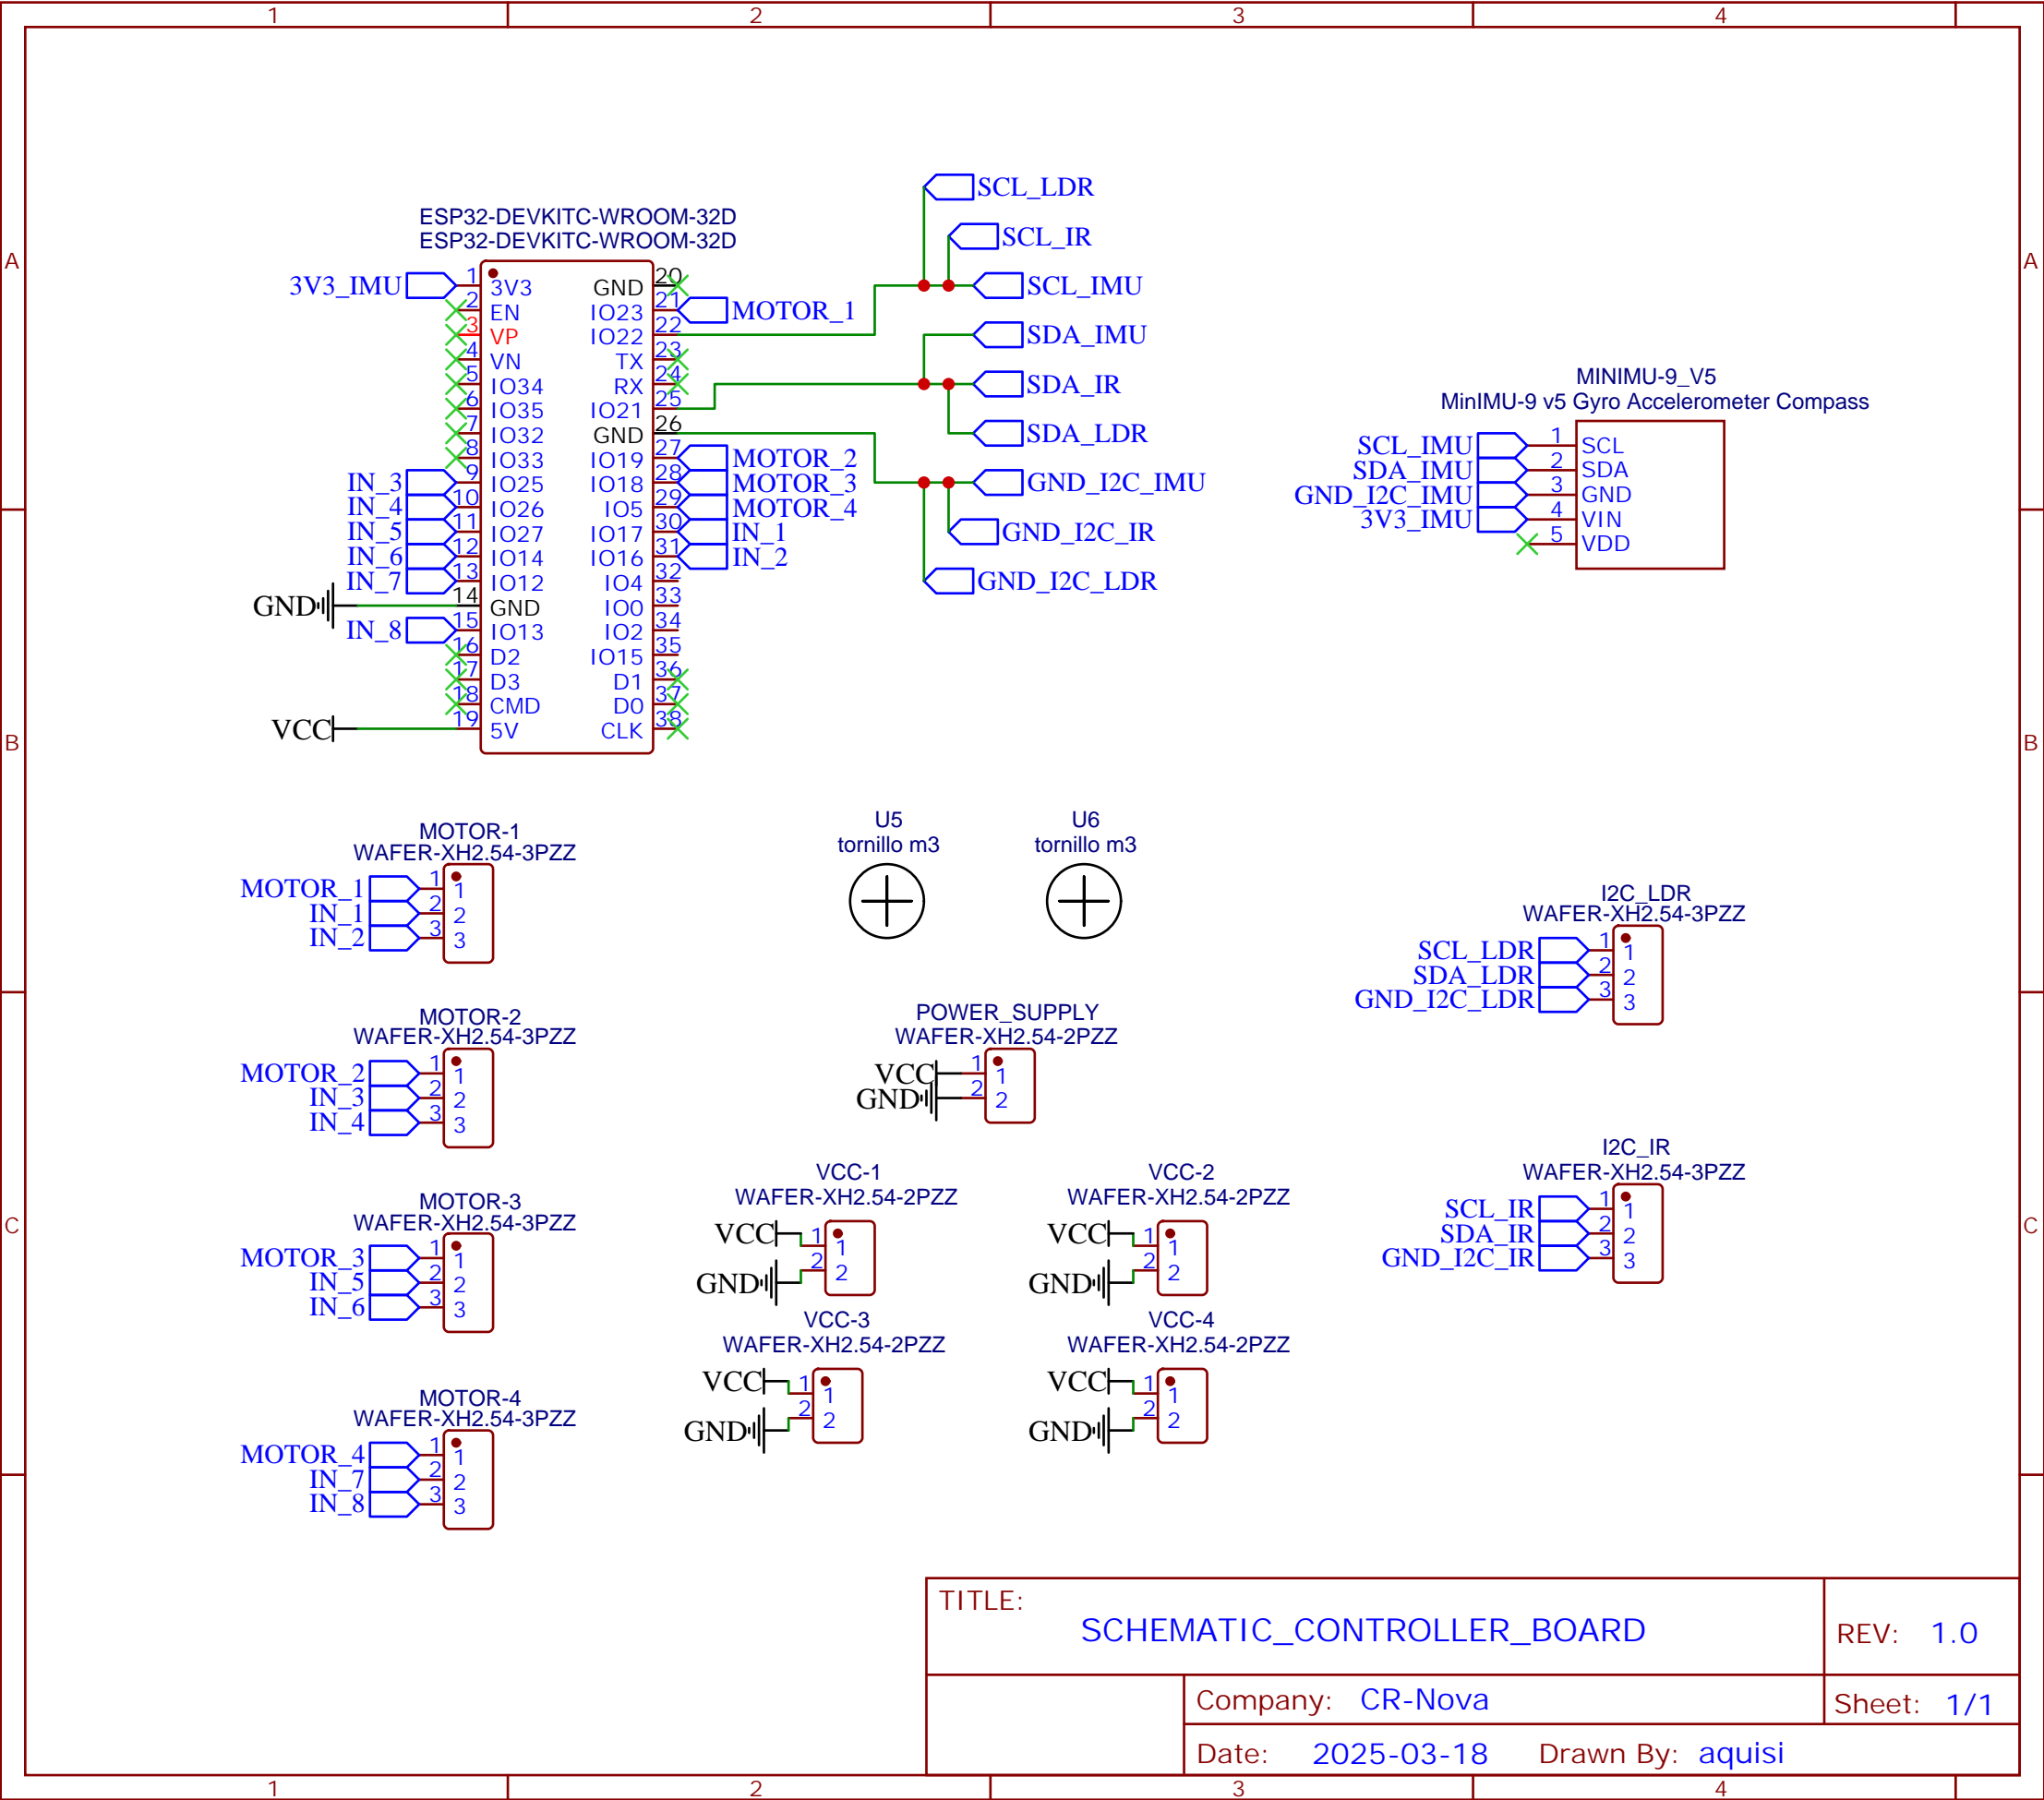 1 2 3 4
A A
B B
C C
ESP32-DEVKITC-WROOM-32D
ESP32-DEVKITC-WROOM-32D
3V3_IMU 1 3V3 GND 20
2 EN IO23 21 MOTOR_1
3 VP IO22 22
4 VN TX 23
5 IO34 RX 24
6 IO35 IO21 25
7 IO32 GND 26
8 IO33 IO19 27 MOTOR_2
IN_3 9 IO25 IO18 28 MOTOR_3
IN_4 10 IO26 IO5 29 MOTOR_4
IN_5 11 IO27 IO17 30 IN_1
IN_6 12 IO14 IO16 31 IN_2
IN_7 13 IO12 IO4 32
GND 14 GND IO0 33
IN_8 15 IO13 IO2 34
16 D2 IO15 35
17 D3 D1 36
18 CMD D0 37
VCC 19 5V CLK 38
SCL_LDR
SCL_IR
SCL_IMU
SDA_IMU
SDA_IR
SDA_LDR
GND_I2C_IMU
GND_I2C_IR
GND_I2C_LDR
MINIMU-9_V5
MinIMU-9 v5 Gyro Accelerometer Compass
SCL_IMU 1 SCL
SDA_IMU 2 SDA
GND_I2C_IMU 3 GND
3V3_IMU 4 VIN
5 VDD
MOTOR-1
WAFER-XH2.54-3PZZ
MOTOR_1 1 1
IN_1 2 2
IN_2 3 3
MOTOR-2
WAFER-XH2.54-3PZZ
MOTOR_2 1 1
IN_3 2 2
IN_4 3 3
MOTOR-3
WAFER-XH2.54-3PZZ
MOTOR_3 1 1
IN_5 2 2
IN_6 3 3
MOTOR-4
WAFER-XH2.54-3PZZ
MOTOR_4 1 1
IN_7 2 2
IN_8 3 3
U5
tornillo m3
U6
tornillo m3
POWER_SUPPLY
WAFER-XH2.54-2PZZ
VCC 1 1
GND 2 2
VCC-1
WAFER-XH2.54-2PZZ
VCC 1 1
GND 2 2
VCC-2
WAFER-XH2.54-2PZZ
VCC 1 1
GND 2 2
VCC-3
WAFER-XH2.54-2PZZ
VCC 1 1
GND 2 2
VCC-4
WAFER-XH2.54-2PZZ
VCC 1 1
GND 2 2
I2C_LDR
WAFER-XH2.54-3PZZ
SCL_LDR 1 1
SDA_LDR 2 2
GND_I2C_LDR 3 3
I2C_IR
WAFER-XH2.54-3PZZ
SCL_IR 1 1
SDA_IR 2 2
GND_I2C_IR 3 3
TITLE:
SCHEMATIC_CONTROLLER_BOARD
REV: 1.0
Company: CR-Nova
Sheet: 1/1
Date: 2025-03-18 Drawn By: aquisi
1 2 3 4